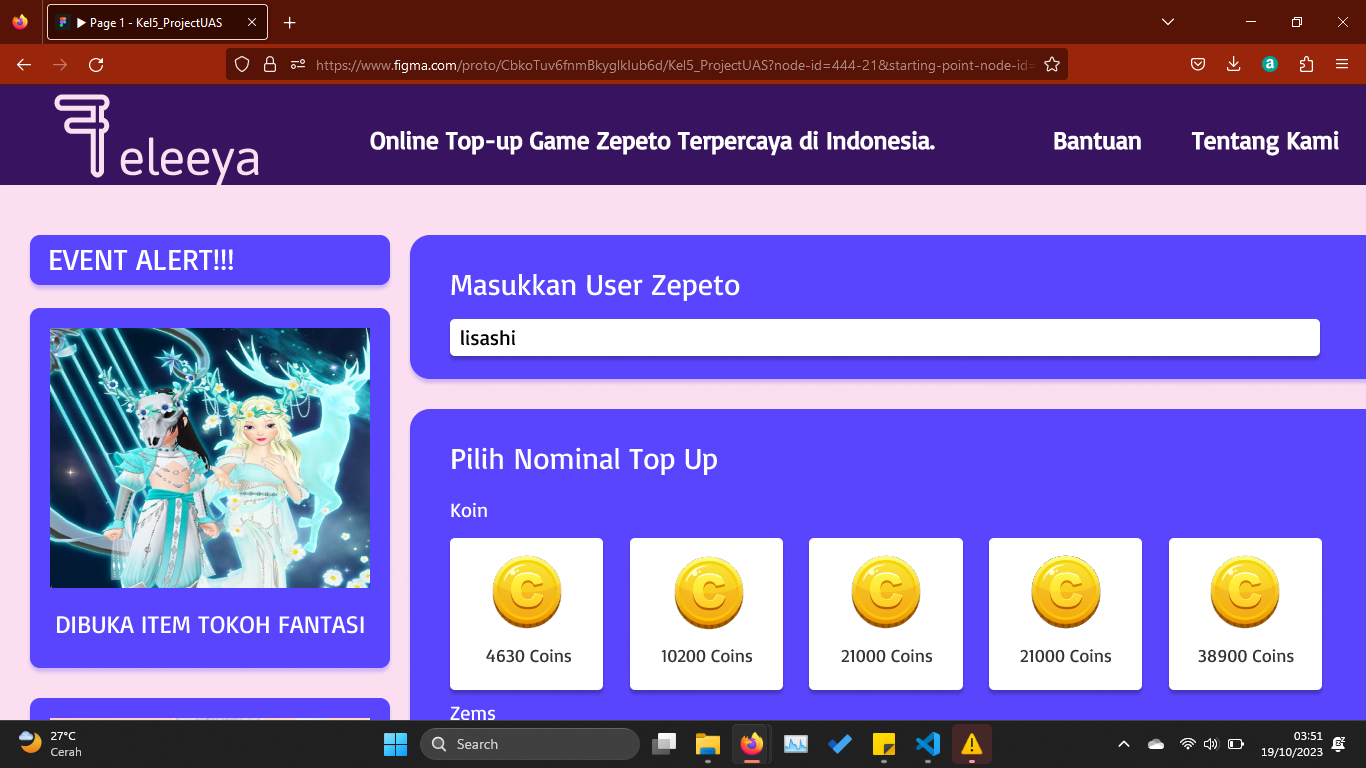 Page 1 - Kel5_ProjectUAS
https://www.figma.com/proto/CbkoTuv6fnmBkyglkIub6d/Kel5_ProjectUAS?node-id=444-21&starting-point-node-id=
eleeya
Online Top-up Game Zepeto Terpercaya di Indonesia.
Bantuan
Tentang Kami
EVENT ALERT!!!
DIBUKA ITEM TOKOH FANTASI
Masukkan User Zepeto
lisashi
Pilih Nominal Top Up
Koin
4630 Coins
10200 Coins
21000 Coins
21000 Coins
38900 Coins
Zems
27°C
Cerah
Search
03:51
19/10/2023